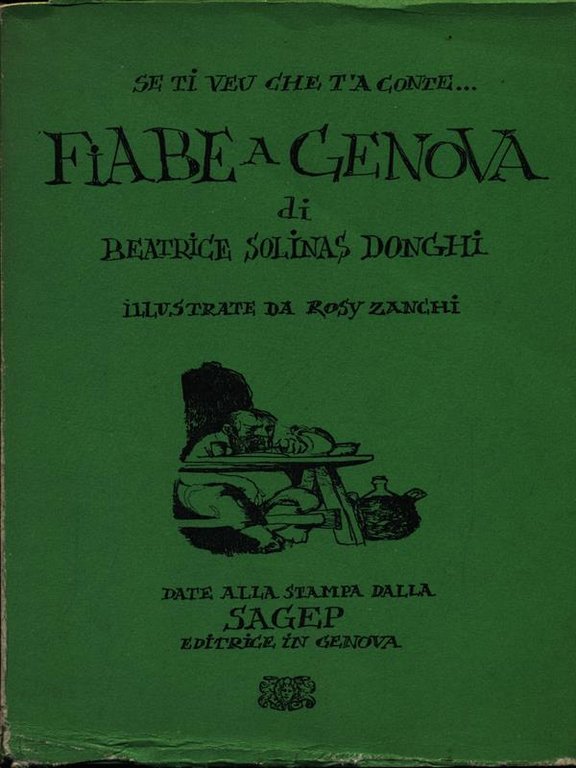 SE TI VEU CHE T'A CONTE...
FIABE A GENOVA
di
BEATRICE SOLINAS DONGHI
ILLUSTRATE DA ROSY ZANCHI
DATE ALLA STAMPA DALLA
SAGEP
EDITRICE IN GENOVA